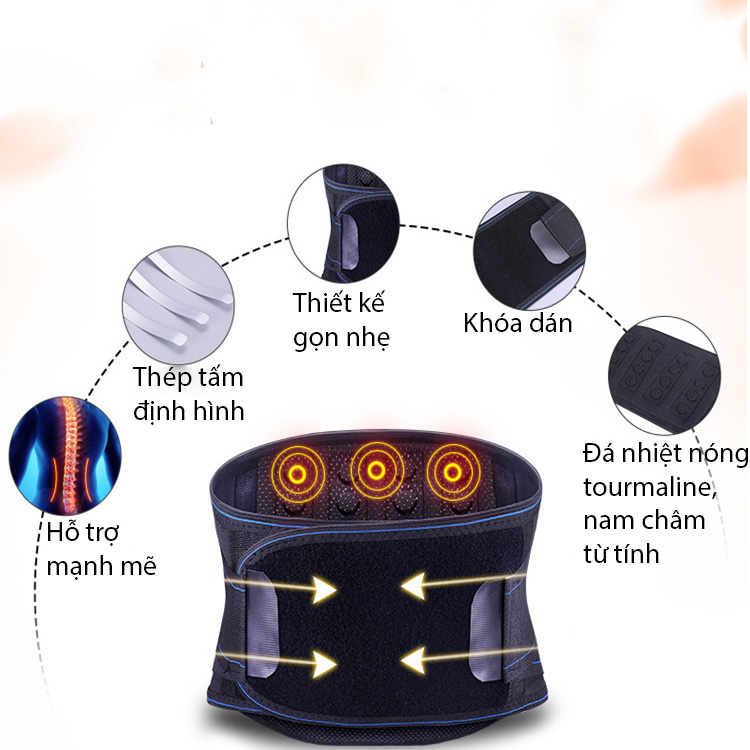 Thiết kế
gọn nhẹ
Khóa dán
Thép tấm
định hình
Đá nhiệt nóng
tourmaline,
nam châm
từ tính
Hỗ trợ
mạnh mẽ